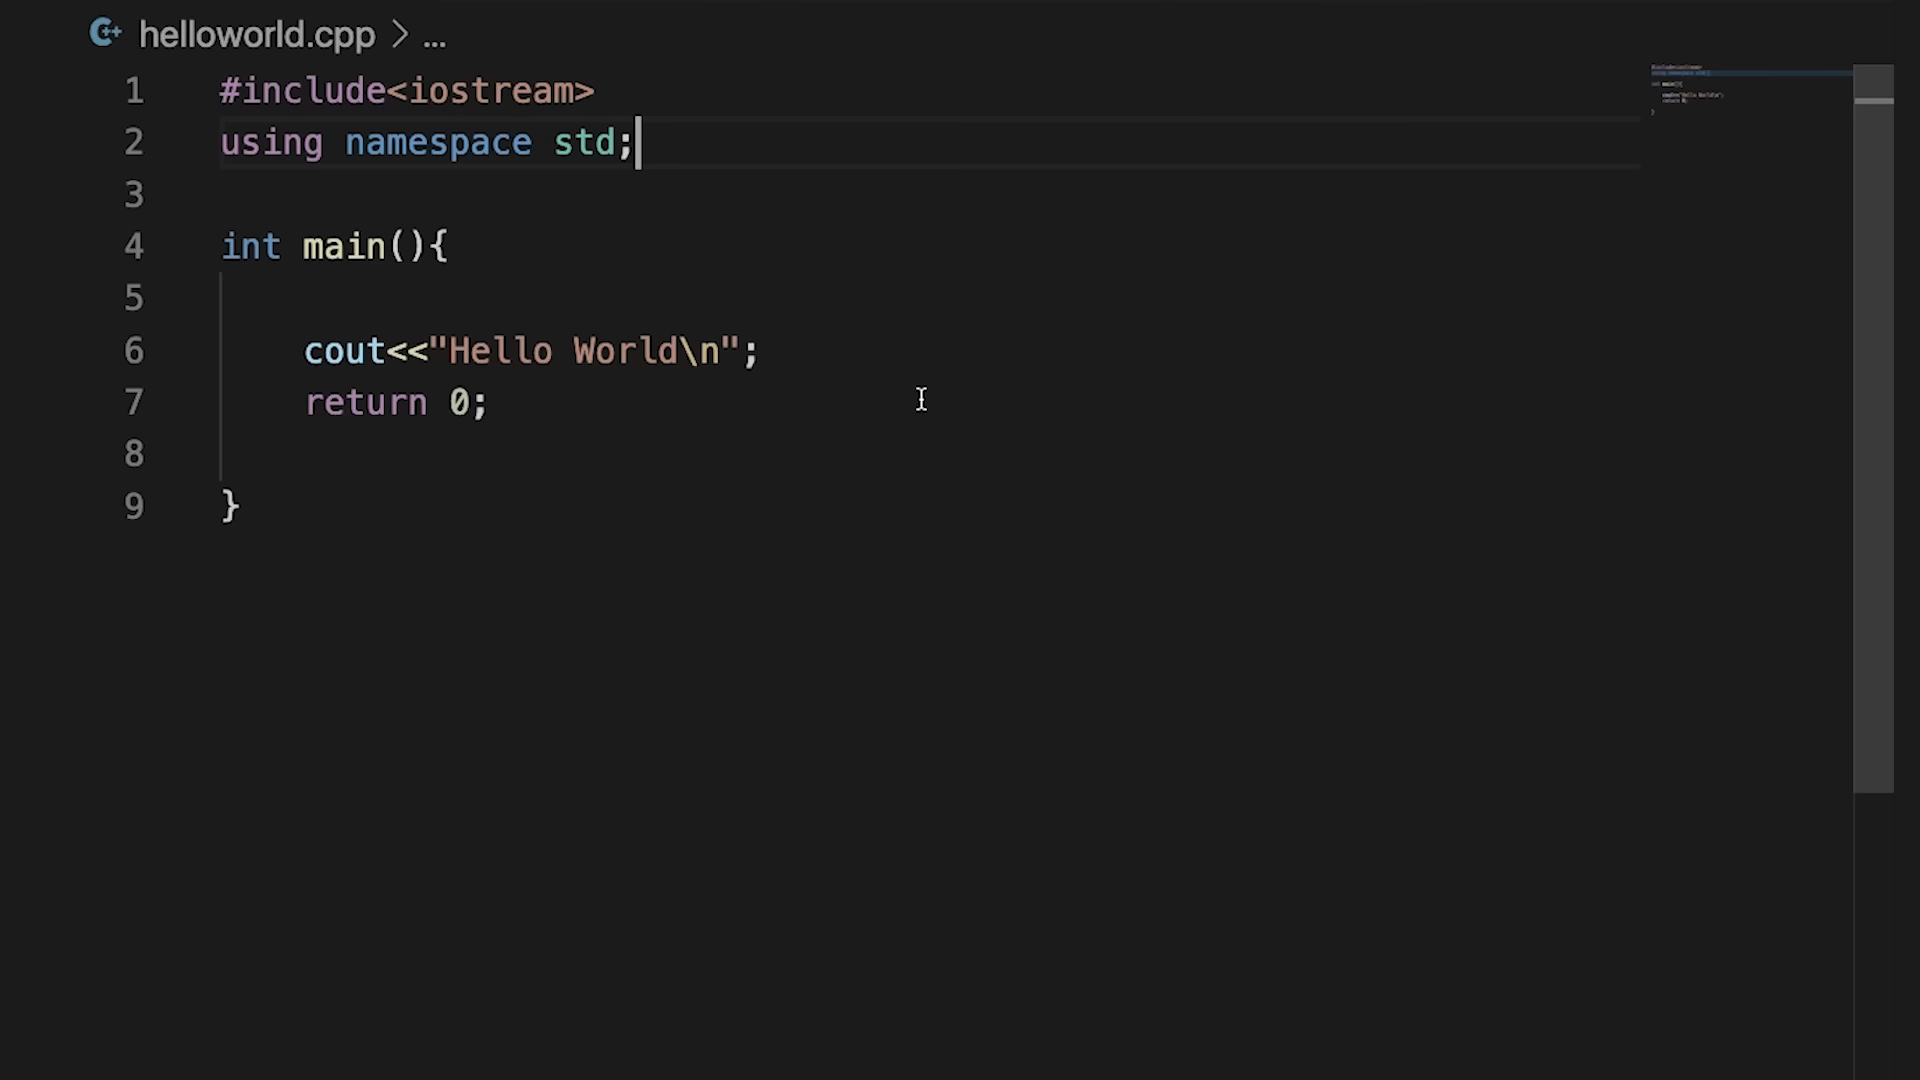 helloworld.cpp > ...
1 #include<iostream>
2 using namespace std;
3
4 int main(){
5
6     cout<<"Hello World\n";
7     return 0;
8
9 }